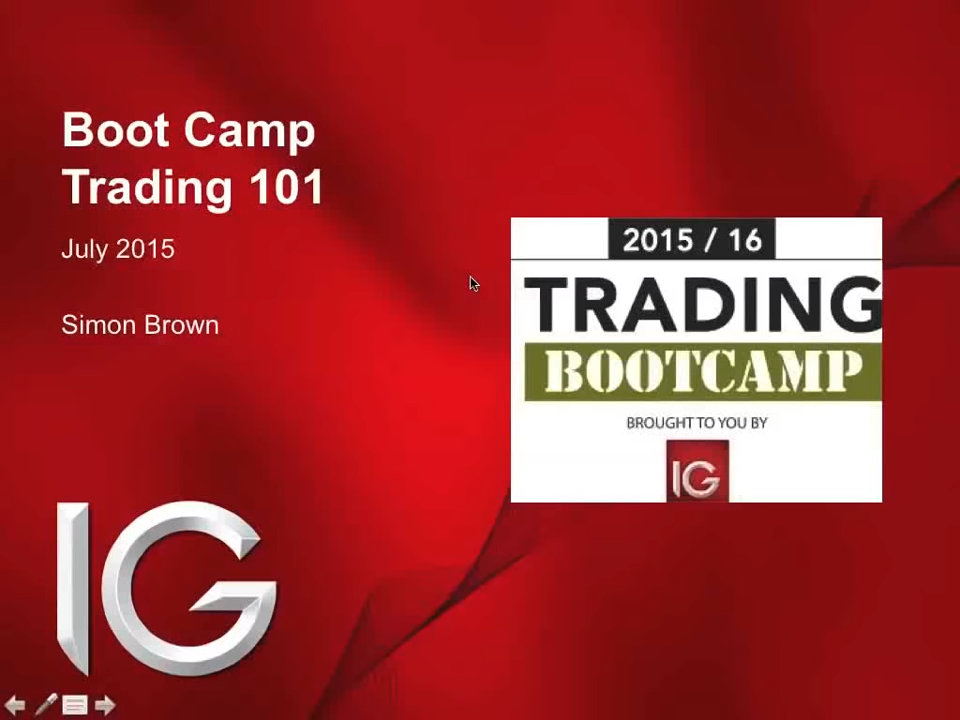 Boot Camp
Trading 101
July 2015
Simon Brown
2015 / 16
TRADING
BOOTCAMP
BROUGHT TO YOU BY
IG
IG